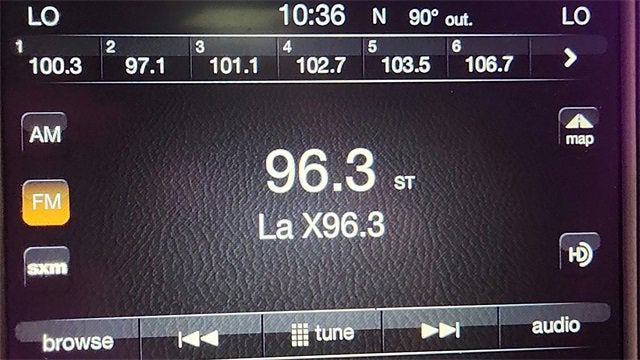 LO 10:36 N 90° out. LO
1 100.3 2 97.1 3 101.1 4 102.7 5 103.5 6 106.7
AM
map
96.3 ST
FM
La X96.3
sxm
HD
browse tune audio